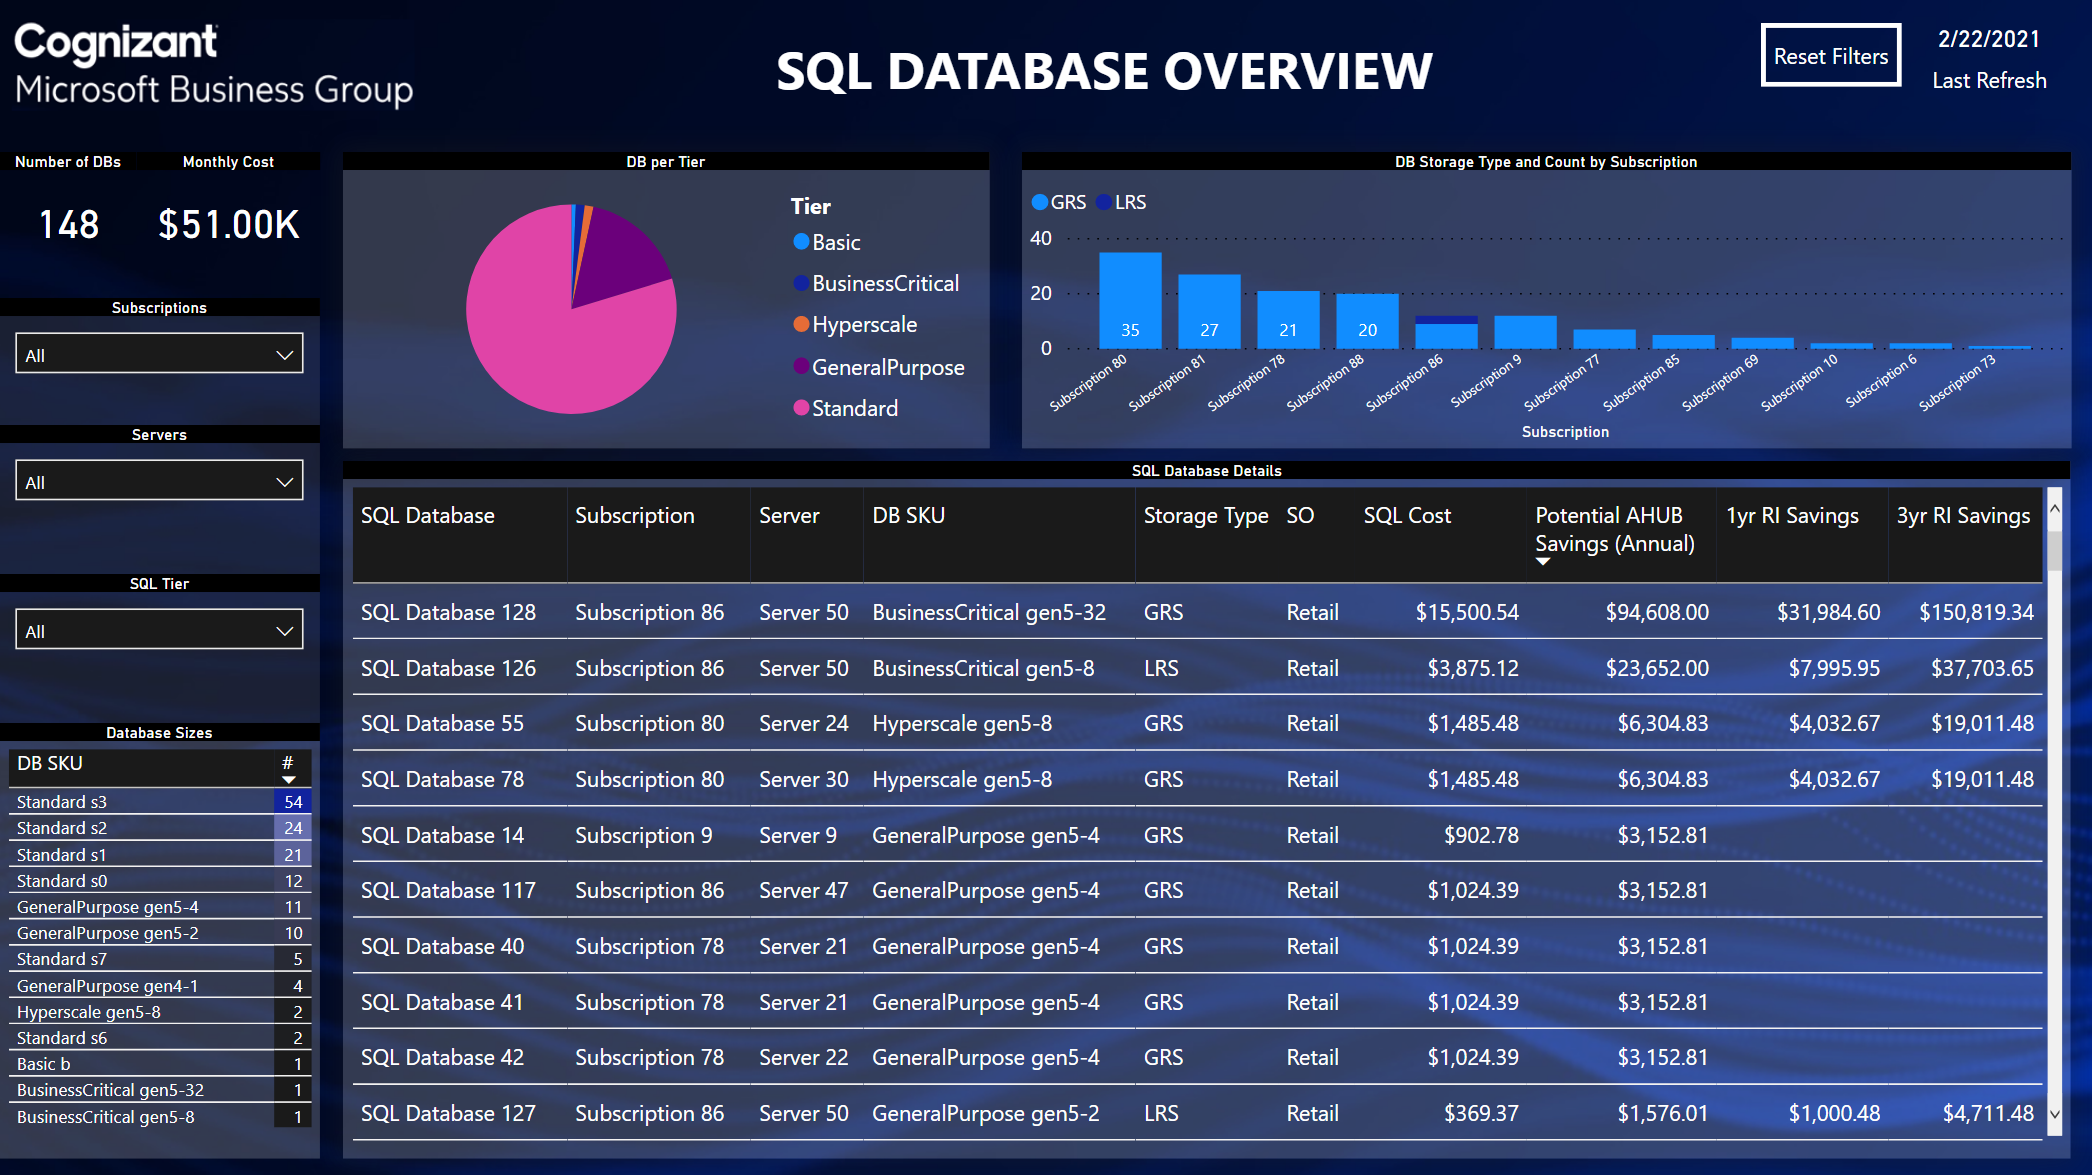 Cognizant
Microsoft Business Group
SQL DATABASE OVERVIEW
Reset Filters
2/22/2021
Last Refresh
Number of DBs
Monthly Cost
148
$51.00K
Subscriptions
All
Servers
All
SQL Tier
All
Database Sizes
DB SKU #
Standard s3 54
Standard s2 24
Standard s1 21
Standard s0 12
GeneralPurpose gen5-4 11
GeneralPurpose gen5-2 10
Standard s7 5
GeneralPurpose gen4-1 4
Hyperscale gen5-8 2
Standard s6 2
Basic b 1
BusinessCritical gen5-32 1
BusinessCritical gen5-8 1
DB per Tier
Tier
Basic
BusinessCritical
Hyperscale
GeneralPurpose
Standard
DB Storage Type and Count by Subscription
GRS LRS
40
20
0
35 27 21 20
Subscription 80
Subscription 81
Subscription 78
Subscription 88
Subscription 86
Subscription 9
Subscription 77
Subscription 85
Subscription 69
Subscription 10
Subscription 6
Subscription 73
Subscription
SQL Database Details
SQL Database Subscription Server DB SKU Storage Type SO SQL Cost Potential AHUB Savings (Annual) 1yr RI Savings 3yr RI Savings
SQL Database 128 Subscription 86 Server 50 BusinessCritical gen5-32 GRS Retail $15,500.54 $94,608.00 $31,984.60 $150,819.34
SQL Database 126 Subscription 86 Server 50 BusinessCritical gen5-8 LRS Retail $3,875.12 $23,652.00 $7,995.95 $37,703.65
SQL Database 55 Subscription 80 Server 24 Hyperscale gen5-8 GRS Retail $1,485.48 $6,304.83 $4,032.67 $19,011.48
SQL Database 78 Subscription 80 Server 30 Hyperscale gen5-8 GRS Retail $1,485.48 $6,304.83 $4,032.67 $19,011.48
SQL Database 14 Subscription 9 Server 9 GeneralPurpose gen5-4 GRS Retail $902.78 $3,152.81
SQL Database 117 Subscription 86 Server 47 GeneralPurpose gen5-4 GRS Retail $1,024.39 $3,152.81
SQL Database 40 Subscription 78 Server 21 GeneralPurpose gen5-4 GRS Retail $1,024.39 $3,152.81
SQL Database 41 Subscription 78 Server 21 GeneralPurpose gen5-4 GRS Retail $1,024.39 $3,152.81
SQL Database 42 Subscription 78 Server 22 GeneralPurpose gen5-4 GRS Retail $1,024.39 $3,152.81
SQL Database 127 Subscription 86 Server 50 GeneralPurpose gen5-2 LRS Retail $369.37 $1,576.01 $1,000.48 $4,711.48